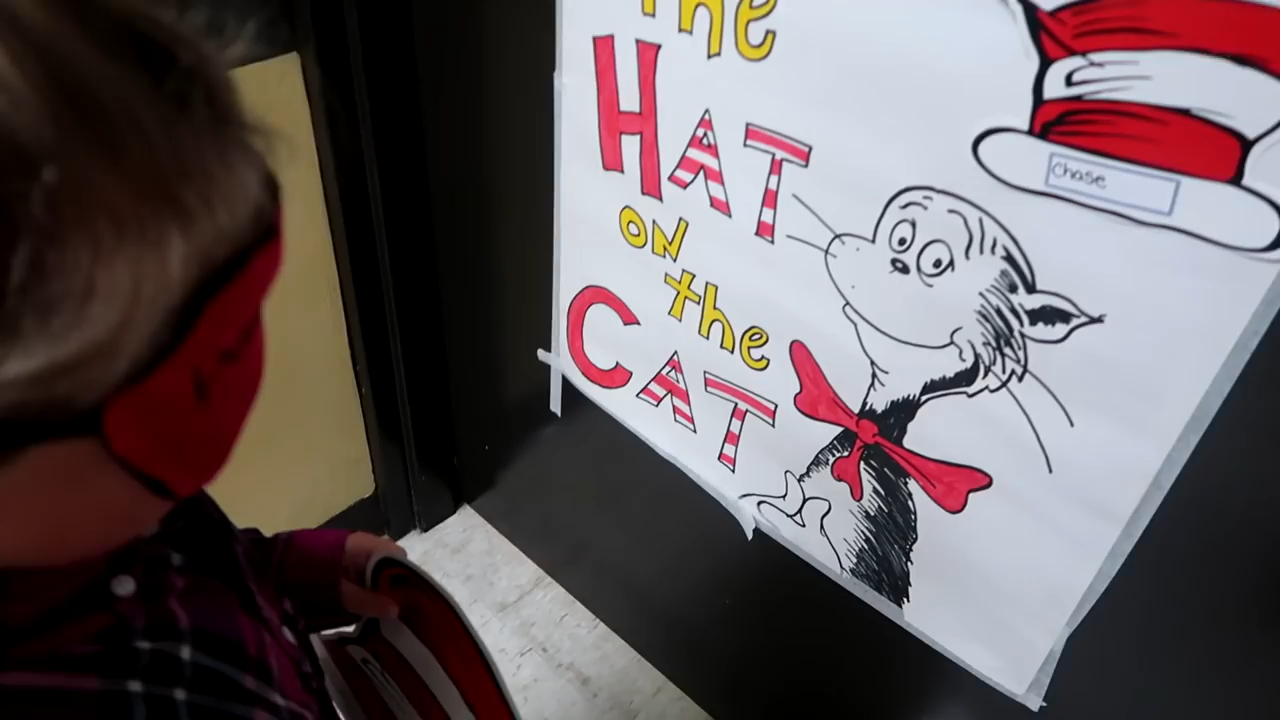 the
HAT
ON
the
CAT
Chase